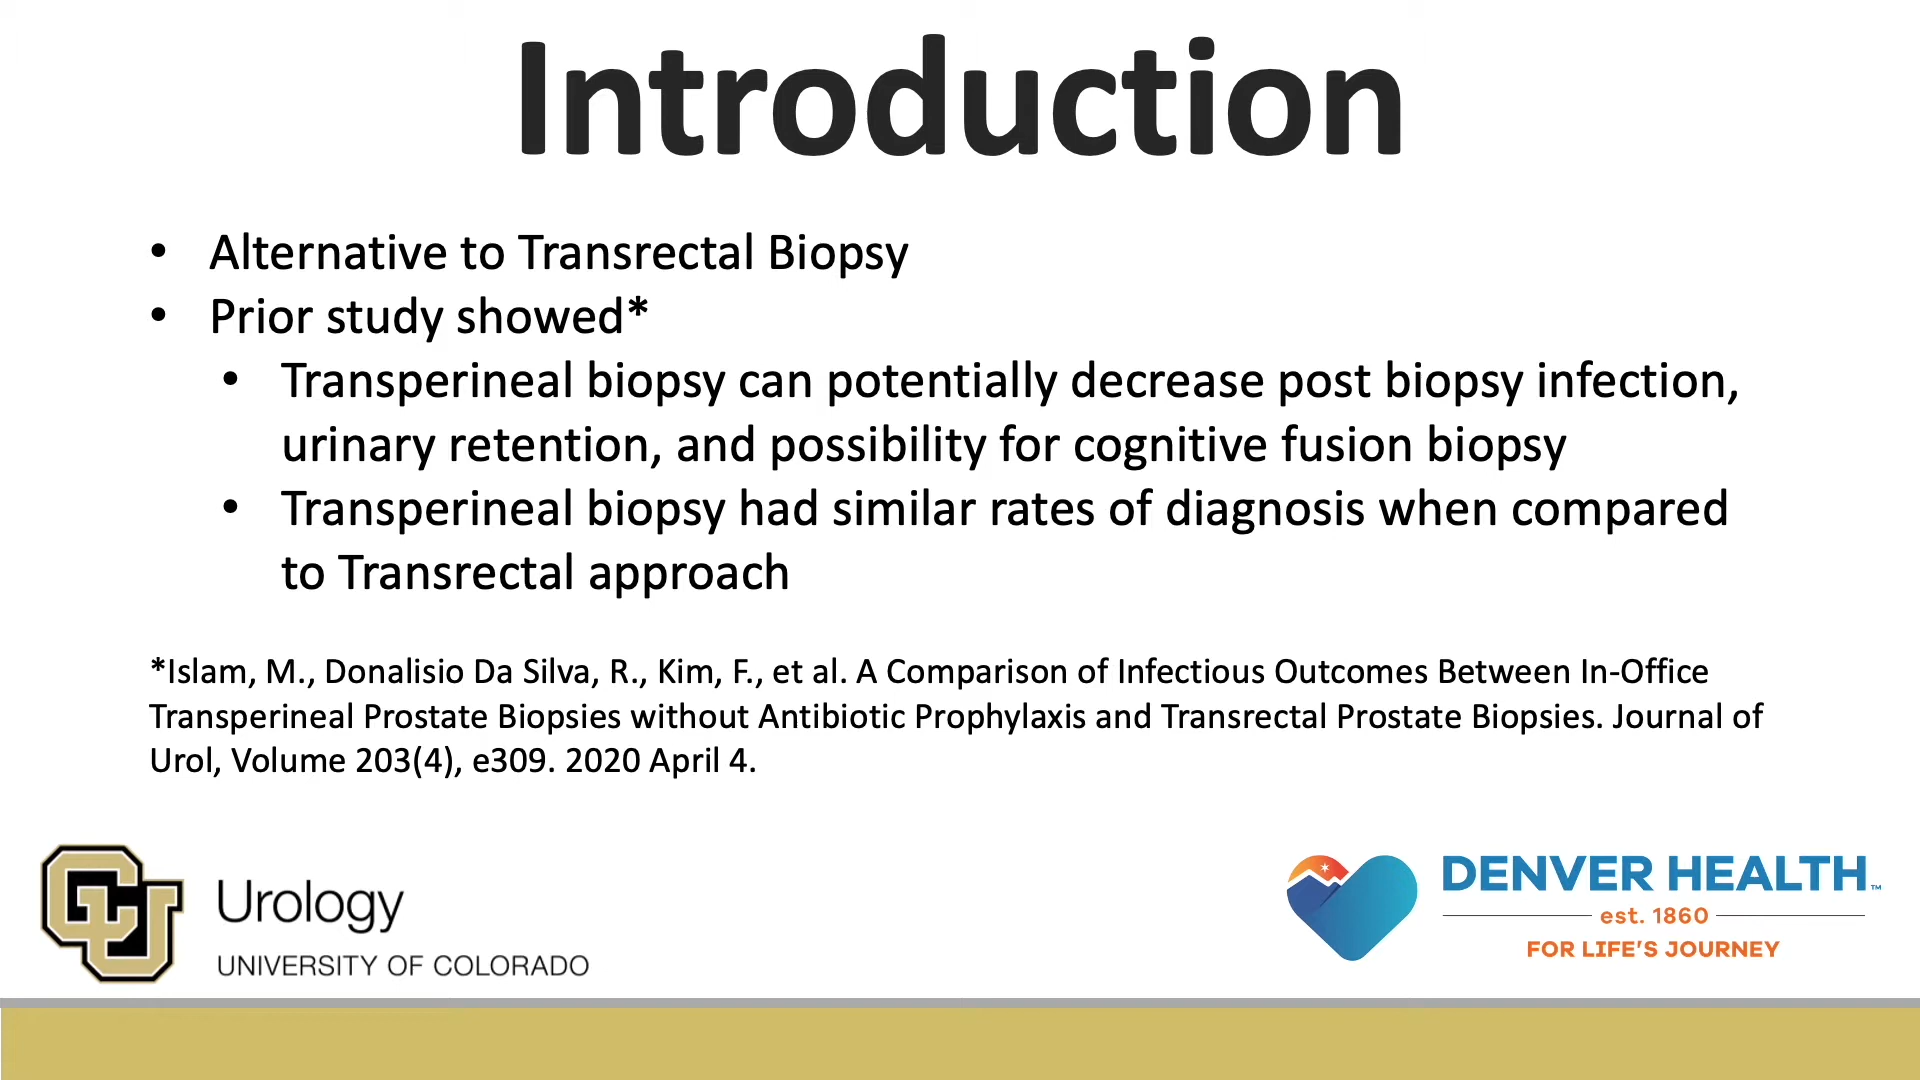 Introduction
• Alternative to Transrectal Biopsy
• Prior study showed*
• Transperineal biopsy can potentially decrease post biopsy infection,
urinary retention, and possibility for cognitive fusion biopsy
• Transperineal biopsy had similar rates of diagnosis when compared
to Transrectal approach
*Islam, M., Donalisio Da Silva, R., Kim, F., et al. A Comparison of Infectious Outcomes Between In-Office
Transperineal Prostate Biopsies without Antibiotic Prophylaxis and Transrectal Prostate Biopsies. Journal of
Urol, Volume 203(4), e309. 2020 April 4.
CU
Urology
UNIVERSITY OF COLORADO
DENVER HEALTH™
est. 1860
FOR LIFE'S JOURNEY